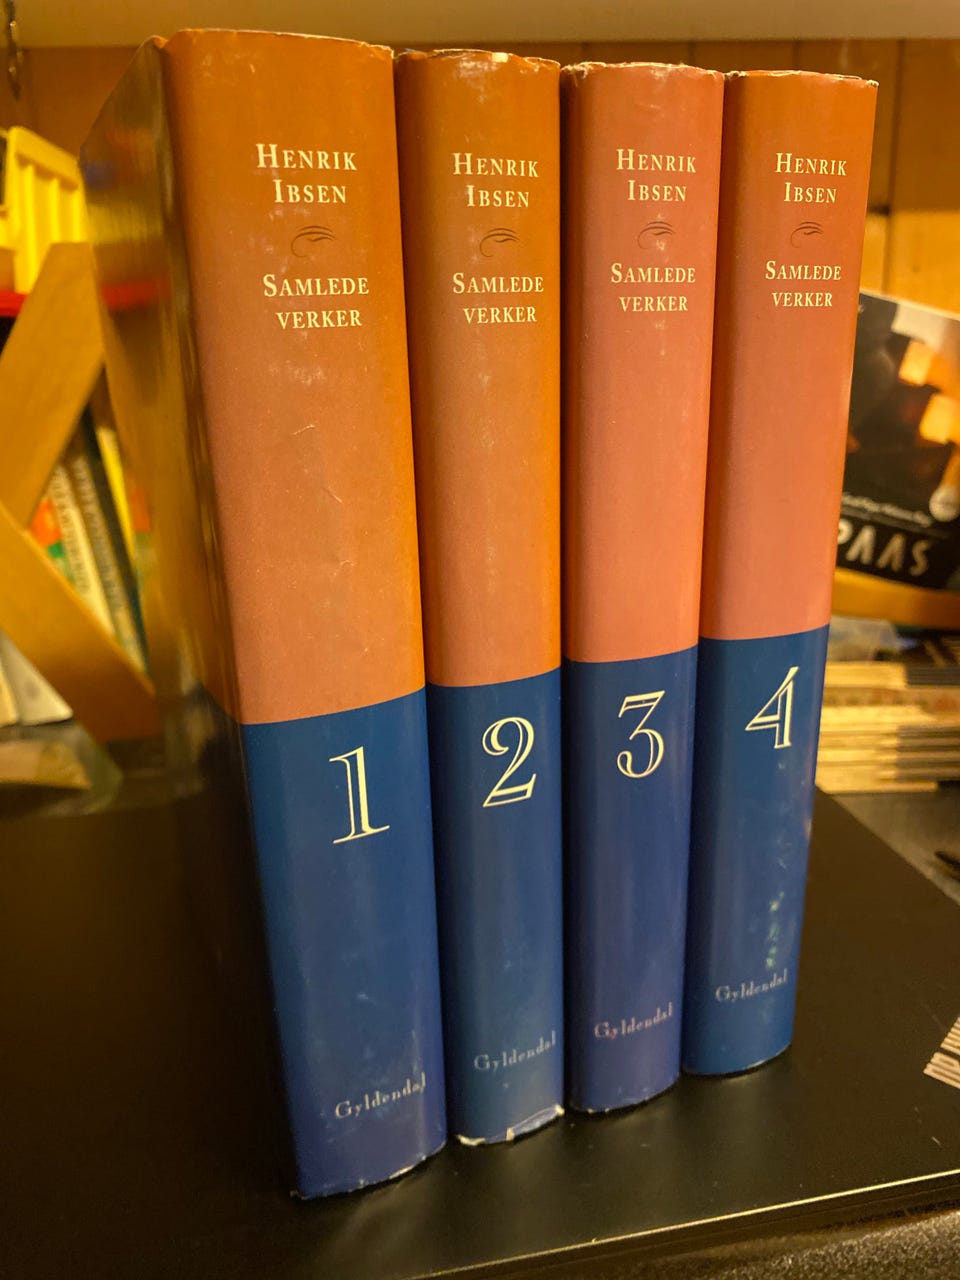 HENRIK
IBSEN
SAMLEDE
VERKER
1
Gyldendal
HENRIK
IBSEN
SAMLEDE
VERKER
2
Gyldendal
HENRIK
IBSEN
SAMLEDE
VERKER
3
Gyldendal
HENRIK
IBSEN
SAMLEDE
VERKER
4
Gyldendal
PAAS